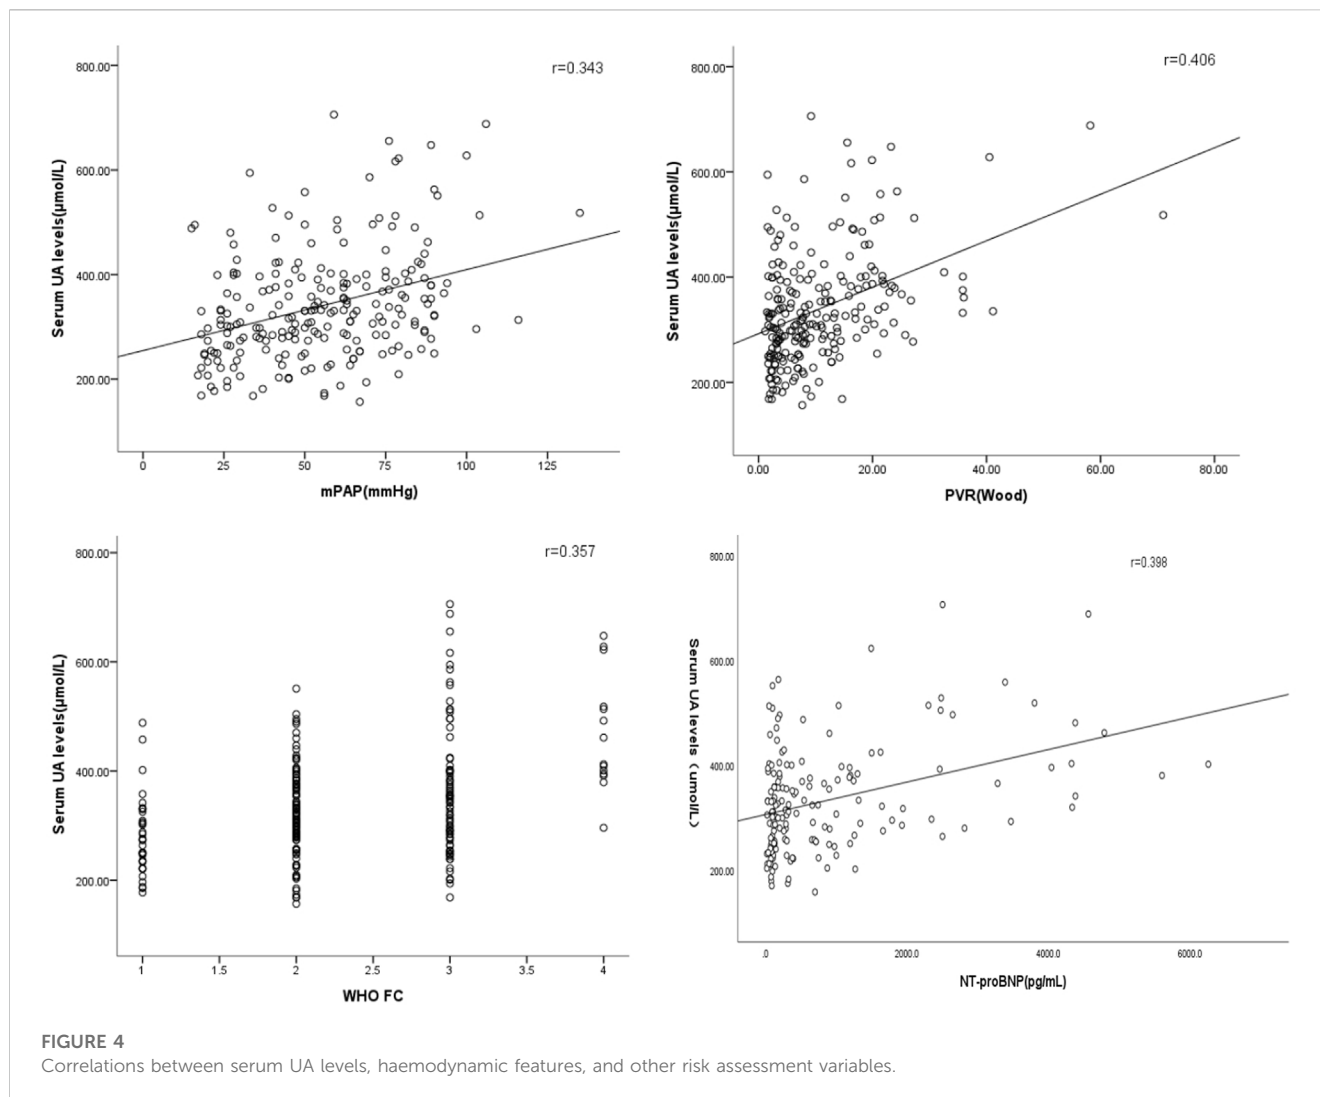 r=0.343
800.00
600.00
400.00
200.00
Serum UA levels(μmol/L)
0 25 50 75 100 125
mPAP(mmHg)
r=0.406
800.00
600.00
400.00
200.00
Serum UA levels(μmol/L)
0.00 20.00 40.00 60.00 80.00
PVR(Wood)
r=0.357
800.00
600.00
400.00
200.00
Serum UA levels(μmol/L)
1 1.5 2 2.5 3 3.5 4
WHO FC
r=0.398
800.00
600.00
400.00
200.00
Serum UA levels (umol/L)
.0 2000.0 4000.0 6000.0
NT-proBNP(pg/mL)
FIGURE 4
Correlations between serum UA levels, haemodynamic features, and other risk assessment variables.